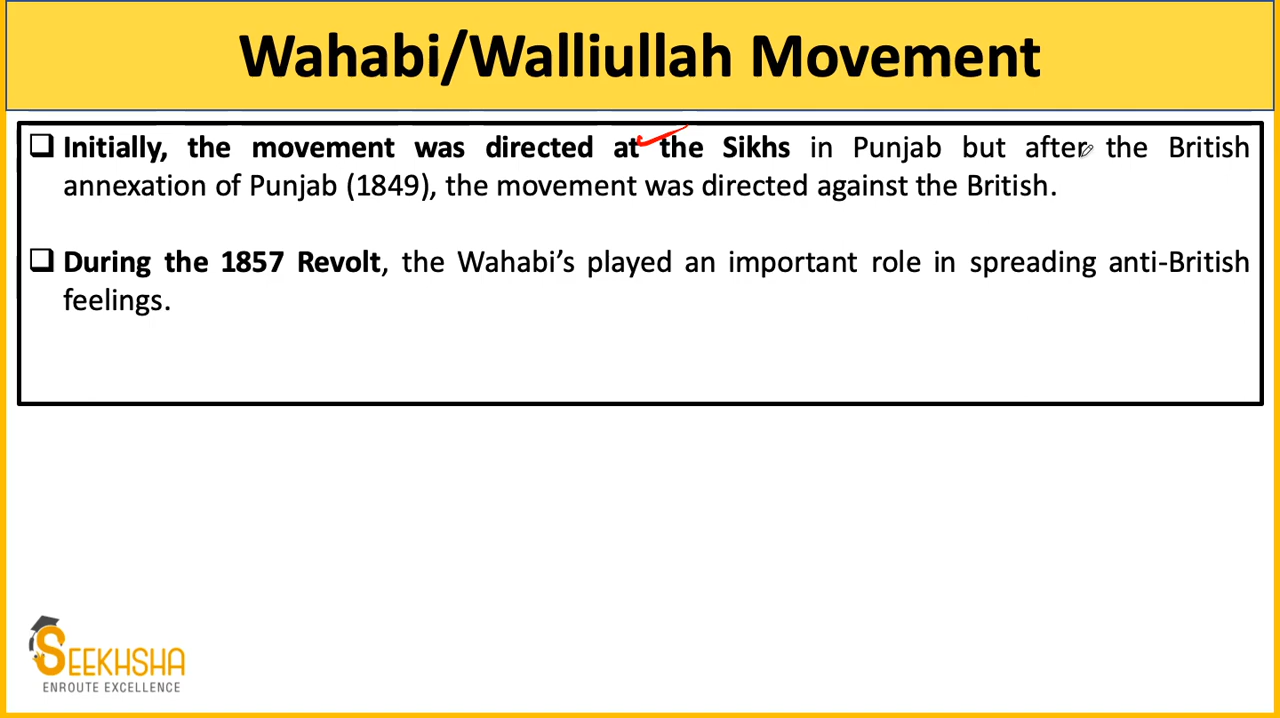 Wahabi/Walliullah Movement
Initially, the movement was directed at the Sikhs in Punjab but after the British
annexation of Punjab (1849), the movement was directed against the British.
During the 1857 Revolt, the Wahabi’s played an important role in spreading anti-British
feelings.
SEEKHSHA
ENROUTE EXCELLENCE